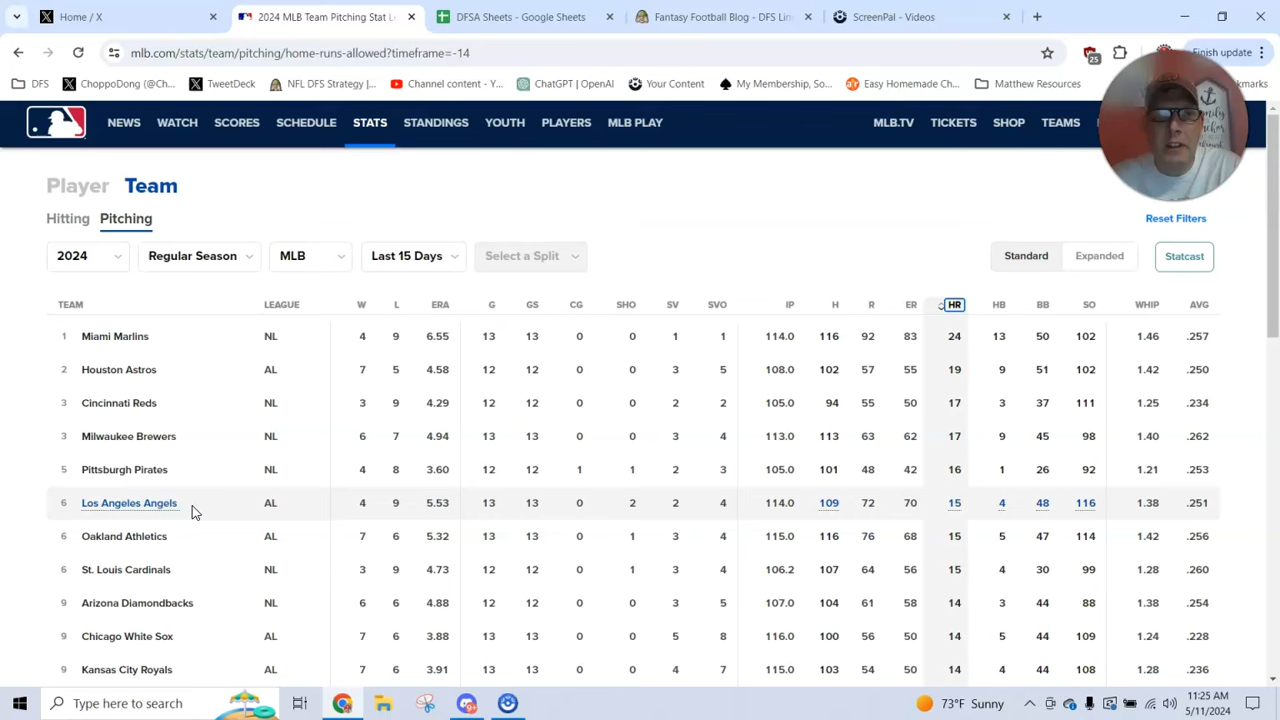 Home / X
2024 MLB Team Pitching Stat L
DFSA Sheets - Google Sheets
Fantasy Football Blog - DFS Lin
ScreenPal - Videos
mlb.com/stats/team/pitching/home-runs-allowed?timeframe=-14
25
Finish update
DFS
ChoppoDong (@Ch...
TweetDeck
NFL DFS Strategy |...
Channel content - Y...
ChatGPT | OpenAI
Your Content
My Membership, So...
Easy Homemade Ch...
Matthew Resources
NEWS WATCH SCORES SCHEDULE STATS STANDINGS YOUTH PLAYERS MLB PLAY MLB.TV TICKETS SHOP TEAMS
Player Team
Hitting Pitching
Reset Filters
2024 Regular Season MLB Last 15 Days Select a Split Standard Expanded Statcast
TEAM LEAGUE W L ERA G GS CG SHO SV SVO IP H R ER HR HB BB SO WHIP AVG
1 Miami Marlins NL 4 9 6.55 13 13 0 0 1 1 114.0 116 92 83 24 13 50 102 1.46 .257
2 Houston Astros AL 7 5 4.58 12 12 0 0 3 5 108.0 102 57 55 19 9 51 102 1.42 .250
3 Cincinnati Reds NL 3 9 4.29 12 12 0 0 2 2 105.0 94 55 50 17 3 37 111 1.25 .234
3 Milwaukee Brewers NL 6 7 4.94 13 13 0 0 3 4 113.0 113 63 62 17 9 45 98 1.40 .262
5 Pittsburgh Pirates NL 4 8 3.60 12 12 1 1 2 3 105.0 101 48 42 16 1 26 92 1.21 .253
6 Los Angeles Angels AL 4 9 5.53 13 13 0 2 2 4 114.0 109 72 70 15 4 48 116 1.38 .251
6 Oakland Athletics AL 7 6 5.32 13 13 0 1 3 4 115.0 116 76 68 15 5 47 114 1.42 .256
6 St. Louis Cardinals NL 3 9 4.73 12 12 0 1 3 4 106.2 107 64 56 15 4 30 99 1.28 .260
9 Arizona Diamondbacks NL 6 6 4.88 12 12 0 0 3 5 107.0 104 61 58 14 3 44 88 1.38 .254
9 Chicago White Sox AL 7 6 3.88 13 13 0 0 5 8 116.0 100 56 50 14 5 44 109 1.24 .228
9 Kansas City Royals AL 7 6 3.91 13 13 0 0 4 7 115.0 103 54 50 14 4 44 108 1.28 .236
Type here to search
73°F Sunny
11:25 AM
5/11/2024